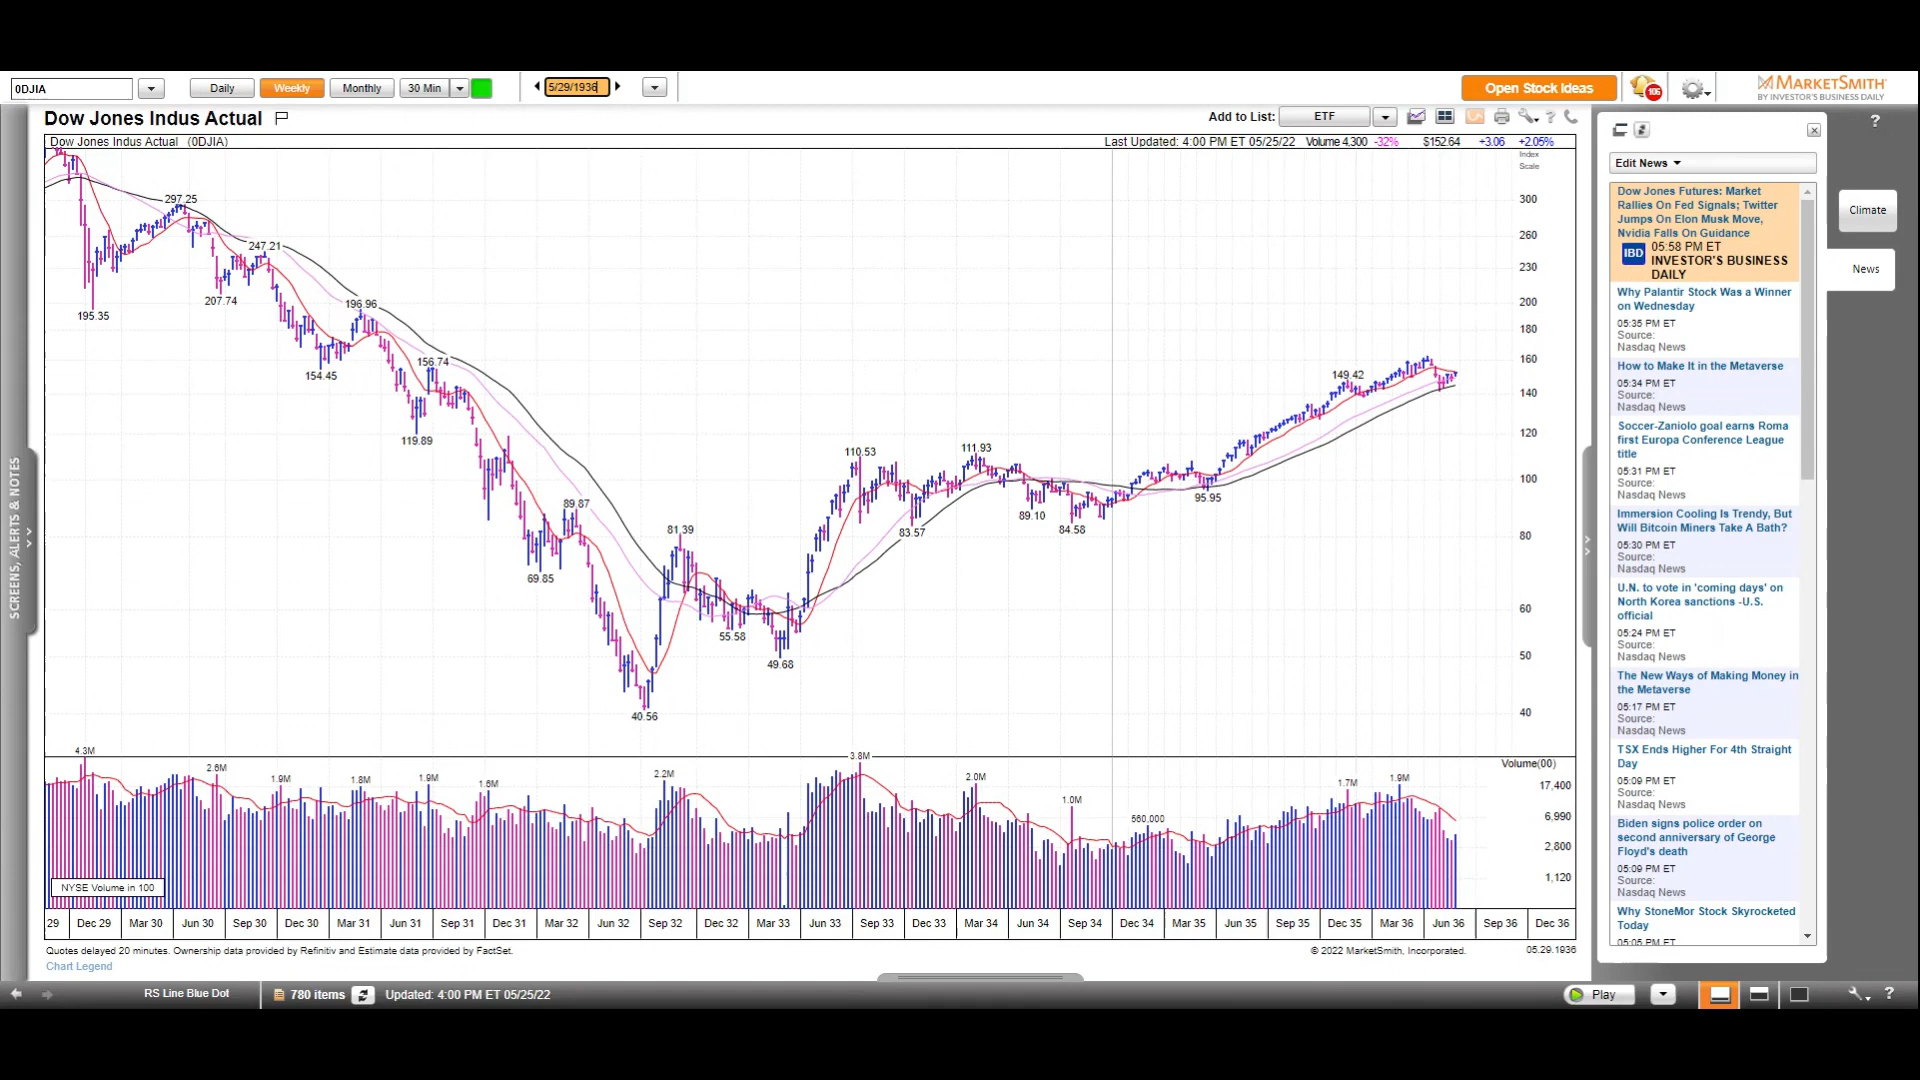 0DJIA
Daily
Weekly
Monthly
30 Min
5/29/1936
Open Stock Ideas
106
MARKETSMITH
BY INVESTOR'S BUSINESS DAILY
Dow Jones Indus Actual
Add to List:
ETF
?
Dow Jones Indus Actual (0DJIA)
Last Updated: 4:00 PM ET 05/25/22 Volume 4.300 -32% $152.64 +3.06 +2.05%
Index
Scale
300
260
230
200
180
160
140
120
100
80
60
50
40
297.25
247.21
195.35
207.74
196.96
154.45
156.74
119.89
89.87
69.85
81.39
40.56
55.58
49.68
110.53
83.57
111.93
89.10
84.58
95.95
149.42
4.3M
2.6M
1.9M
1.8M
1.9M
1.6M
2.2M
3.8M
2.0M
1.0M
560,000
1.7M
1.9M
Volume(00)
17,400
6,990
2,800
1,120
NYSE Volume in 100
29 Dec 29 Mar 30 Jun 30 Sep 30 Dec 30 Mar 31 Jun 31 Sep 31 Dec 31 Mar 32 Jun 32 Sep 32 Dec 32 Mar 33 Jun 33 Sep 33 Dec 33 Mar 34 Jun 34 Sep 34 Dec 34 Mar 35 Jun 35 Sep 35 Dec 35 Mar 36 Jun 36 Sep 36 Dec 36
Quotes delayed 20 minutes. Ownership data provided by Refinitiv and Estimate data provided by FactSet.
© 2022 MarketSmith, Incorporated.
05.29.1936
Chart Legend
SCREENS, ALERTS & NOTES
Edit News
Dow Jones Futures: Market
Rallies On Fed Signals; Twitter
Jumps On Elon Musk Move,
Nvidia Falls On Guidance
IBD
05:58 PM ET
INVESTOR'S BUSINESS
DAILY
Why Palantir Stock Was a Winner
on Wednesday
05:35 PM ET
Source:
Nasdaq News
How to Make It in the Metaverse
05:34 PM ET
Source:
Nasdaq News
Soccer-Zaniolo goal earns Roma
first Europa Conference League
title
05:31 PM ET
Source:
Nasdaq News
Immersion Cooling Is Trendy, But
Will Bitcoin Miners Take A Bath?
05:30 PM ET
Source:
Nasdaq News
U.N. to vote in 'coming days' on
North Korea sanctions -U.S.
official
05:24 PM ET
Source:
Nasdaq News
The New Ways of Making Money in
the Metaverse
05:17 PM ET
Source:
Nasdaq News
TSX Ends Higher For 4th Straight
Day
05:09 PM ET
Source:
Nasdaq News
Biden signs police order on
second anniversary of George
Floyd's death
05:09 PM ET
Source:
Nasdaq News
Why StoneMor Stock Skyrocketed
Today
05:05 PM ET
?
Climate
News
RS Line Blue Dot
780 items
Updated: 4:00 PM ET 05/25/22
Play
?